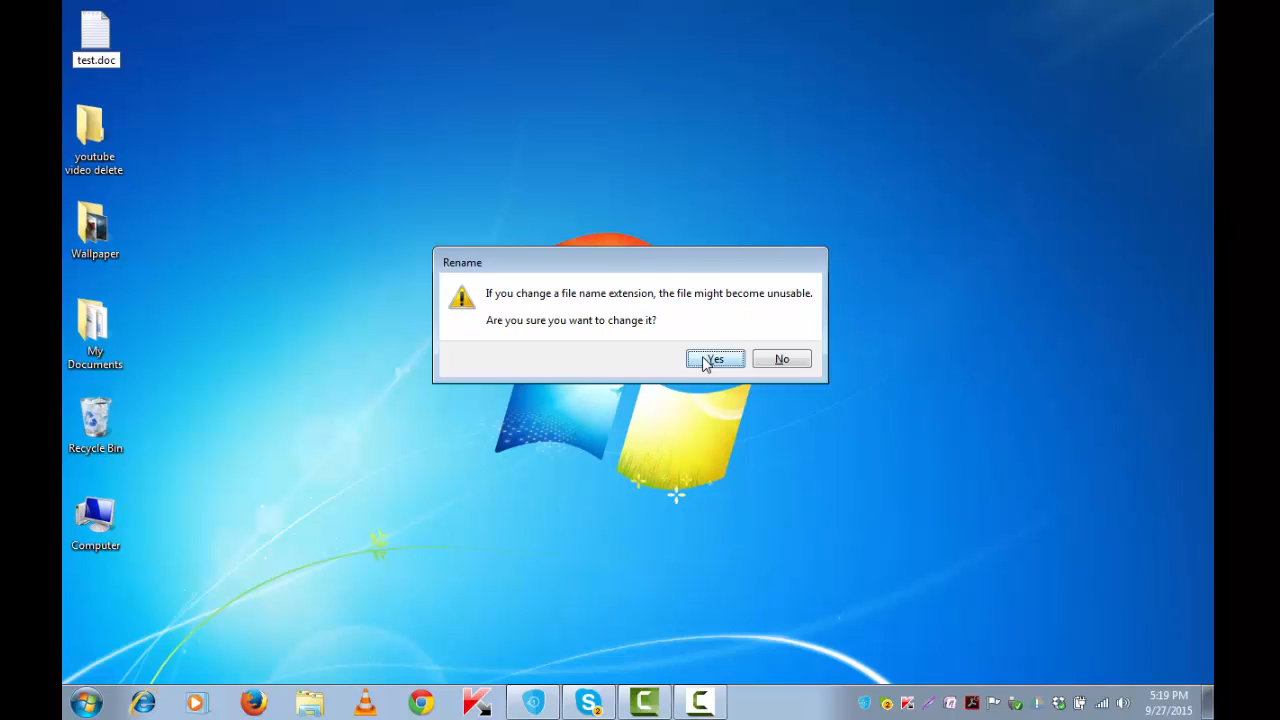 test.doc
youtube
video delete
Wallpaper
My
Documents
Recycle Bin
Computer
Rename
If you change a file name extension, the file might become unusable.
Are you sure you want to change it?
Yes
No
2
2
5:19 PM
9/27/2015